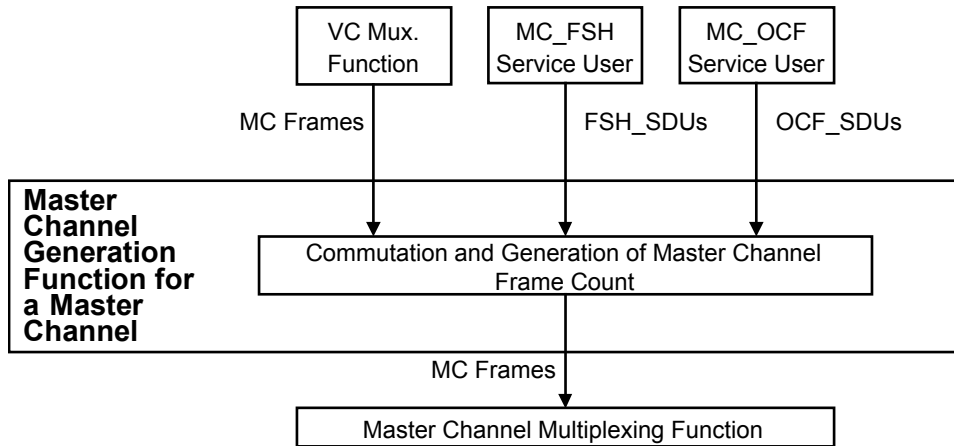 VC Mux.
Function
MC_FSH
Service User
MC_OCF
Service User
MC Frames
FSH_SDUs
OCF_SDUs
Master
Channel
Generation
Function for
a Master
Channel
Commutation and Generation of Master Channel
Frame Count
MC Frames
Master Channel Multiplexing Function